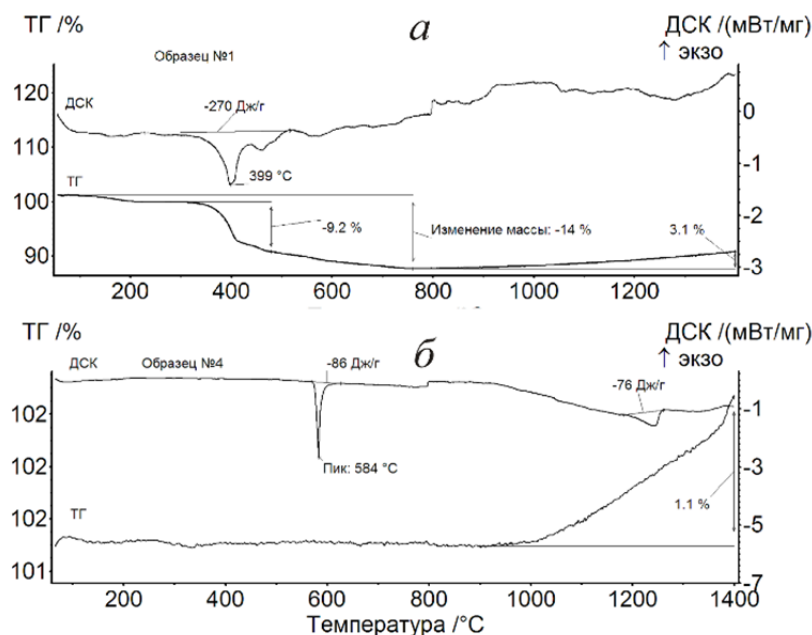 ТГ /%
а
ДСК /(мВт/мг)
↑ экзо
Образец №1
120
ДСК
-270 Дж/г
0
110
399 °C
-1
ТГ
100
-2
-9.2 %
Изменение массы: -14 %
3.1 %
90
-3
200
400
600
800
1000
1200
ТГ /%
б
ДСК /(мВт/мг)
↑ экзо
ДСК
Образец №4
-86 Дж/г
-76 Дж/г
102
-1
102
Пик: 584 °C
-3
1.1 %
102
ТГ
-5
101
-7
200
400
600
800
1000
1200
1400
Температура /°C